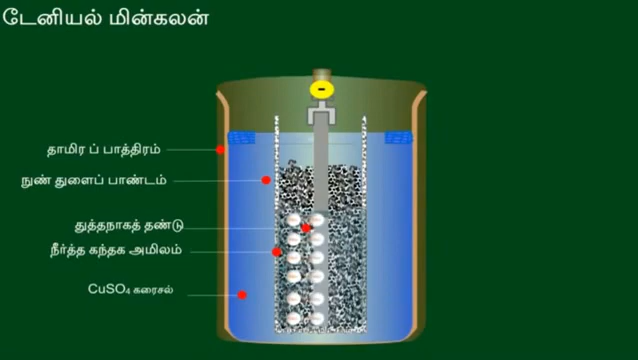 டேனியல் மின்கலன்
தாமிர ப் பாத்திரம்
நுண் துளைப் பாண்டம்
துத்தநாகத் தண்டு
நீர்த்த கந்தக அமிலம்
CuSO₄ கரைசல்